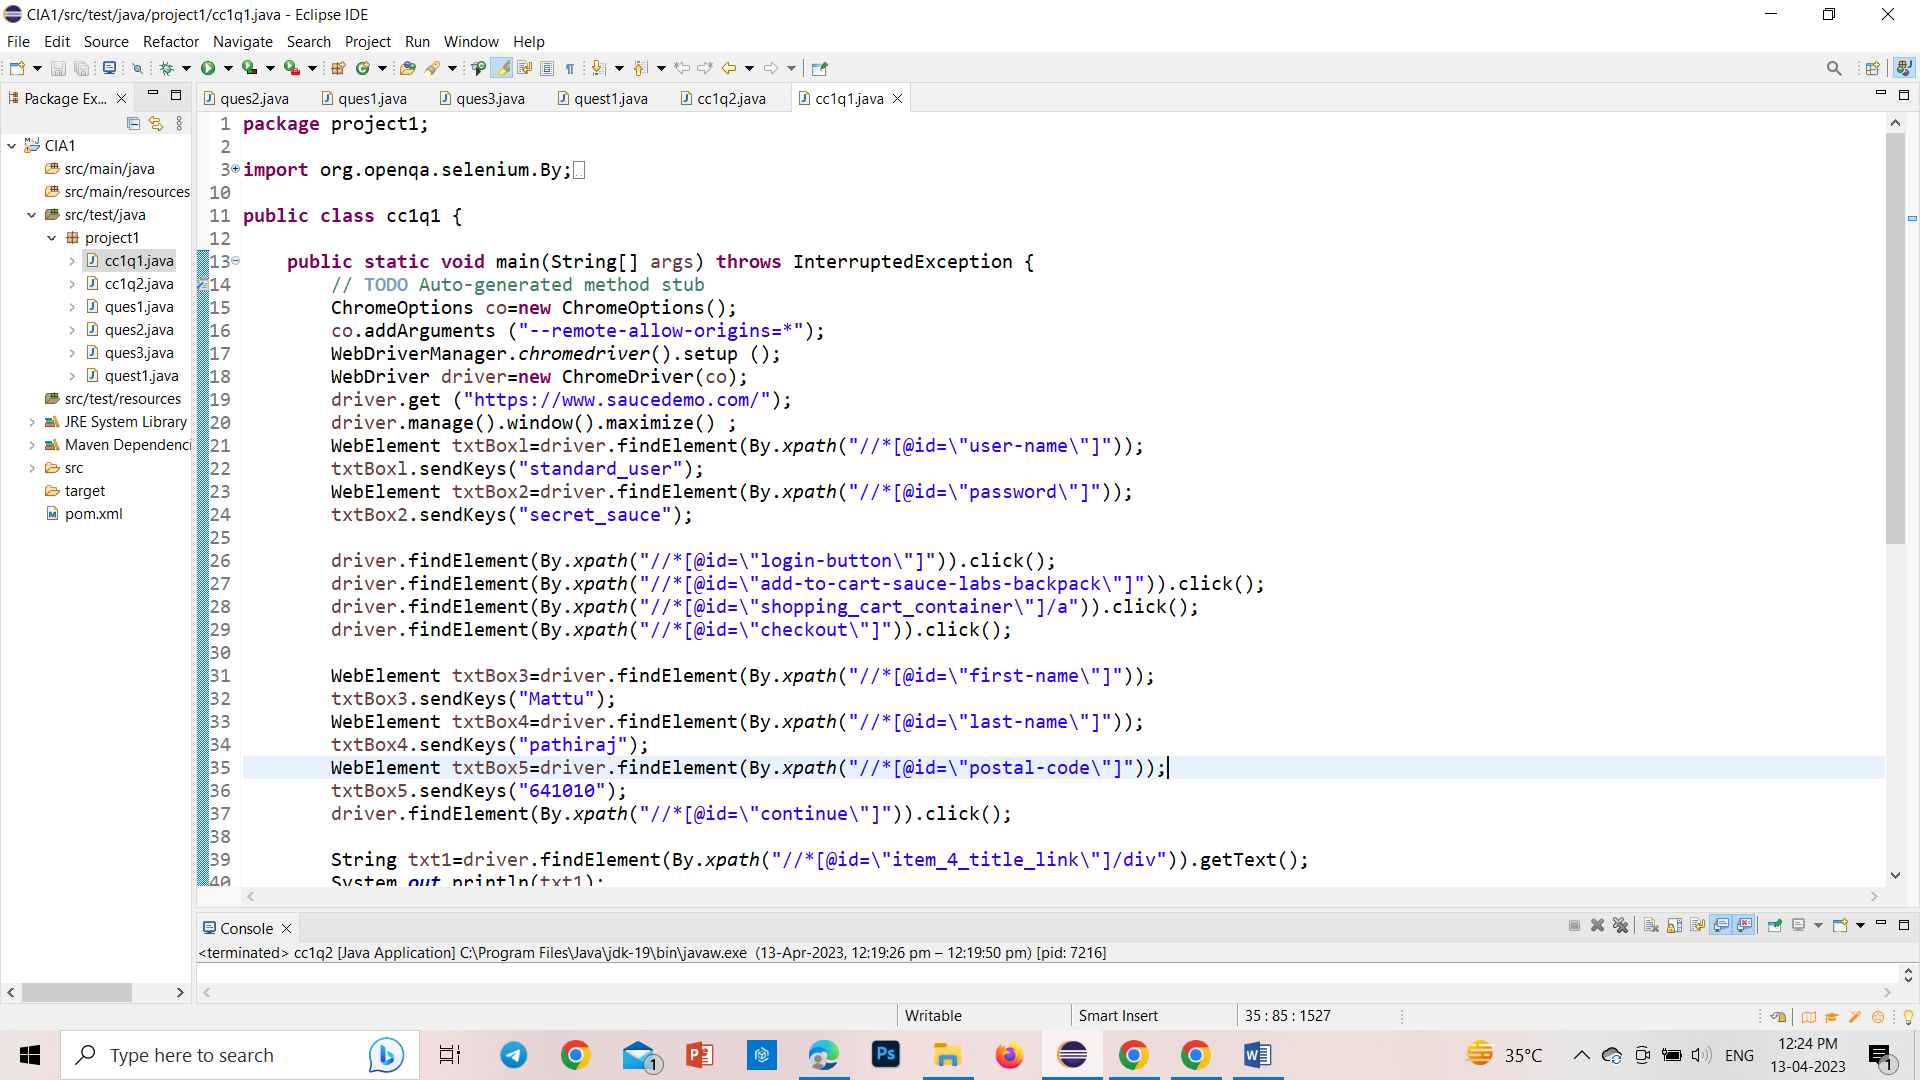 CIA1/src/test/java/project1/cc1q1.java - Eclipse IDE
File Edit Source Refactor Navigate Search Project Run Window Help
Package Ex...
ques2.java ques1.java ques3.java quest1.java cc1q2.java cc1q1.java
CIA1
src/main/java
src/main/resources
src/test/java
project1
cc1q1.java
cc1q2.java
ques1.java
ques2.java
ques3.java
quest1.java
src/test/resources
JRE System Library
Maven Dependenci
src
target
pom.xml
1 package project1;
2
3 import org.openqa.selenium.By;
10
11 public class cc1q1 {
12
13 public static void main(String[] args) throws InterruptedException {
14 // TODO Auto-generated method stub
15 ChromeOptions co=new ChromeOptions();
16 co.addArguments ("--remote-allow-origins=*");
17 WebDriverManager.chromedriver().setup ();
18 WebDriver driver=new ChromeDriver(co);
19 driver.get ("https://www.saucedemo.com/");
20 driver.manage().window().maximize() ;
21 WebElement txtBoxl=driver.findElement(By.xpath("//*[@id=\"user-name\"]"));
22 txtBoxl.sendKeys("standard_user");
23 WebElement txtBox2=driver.findElement(By.xpath("//*[@id=\"password\"]"));
24 txtBox2.sendKeys("secret_sauce");
25
26 driver.findElement(By.xpath("//*[@id=\"login-button\"]")).click();
27 driver.findElement(By.xpath("//*[@id=\"add-to-cart-sauce-labs-backpack\"]")).click();
28 driver.findElement(By.xpath("//*[@id=\"shopping_cart_container\"]/a")).click();
29 driver.findElement(By.xpath("//*[@id=\"checkout\"]")).click();
30
31 WebElement txtBox3=driver.findElement(By.xpath("//*[@id=\"first-name\"]"));
32 txtBox3.sendKeys("Mattu");
33 WebElement txtBox4=driver.findElement(By.xpath("//*[@id=\"last-name\"]"));
34 txtBox4.sendKeys("pathiraj");
35 WebElement txtBox5=driver.findElement(By.xpath("//*[@id=\"postal-code\"]"));
36 txtBox5.sendKeys("641010");
37 driver.findElement(By.xpath("//*[@id=\"continue\"]")).click();
38
39 String txt1=driver.findElement(By.xpath("//*[@id=\"item_4_title_link\"]/div")).getText();
40 System out println(txt1);
Console
<terminated> cc1q2 [Java Application] C:\Program Files\Java\jdk-19\bin\javaw.exe (13-Apr-2023, 12:19:26 pm – 12:19:50 pm) [pid: 7216]
Writable Smart Insert 35 : 85 : 1527
Type here to search
1
35°C
ENG
12:24 PM
13-04-2023
1